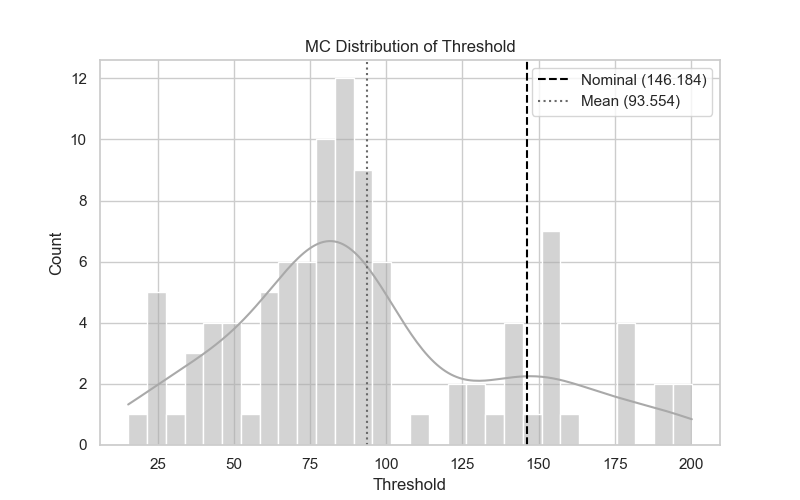 MC Distribution of Threshold
Nominal (146.184)
Mean (93.554)
12
10
8
6
4
2
0
Count
25 50 75 100 125 150 175 200
Threshold